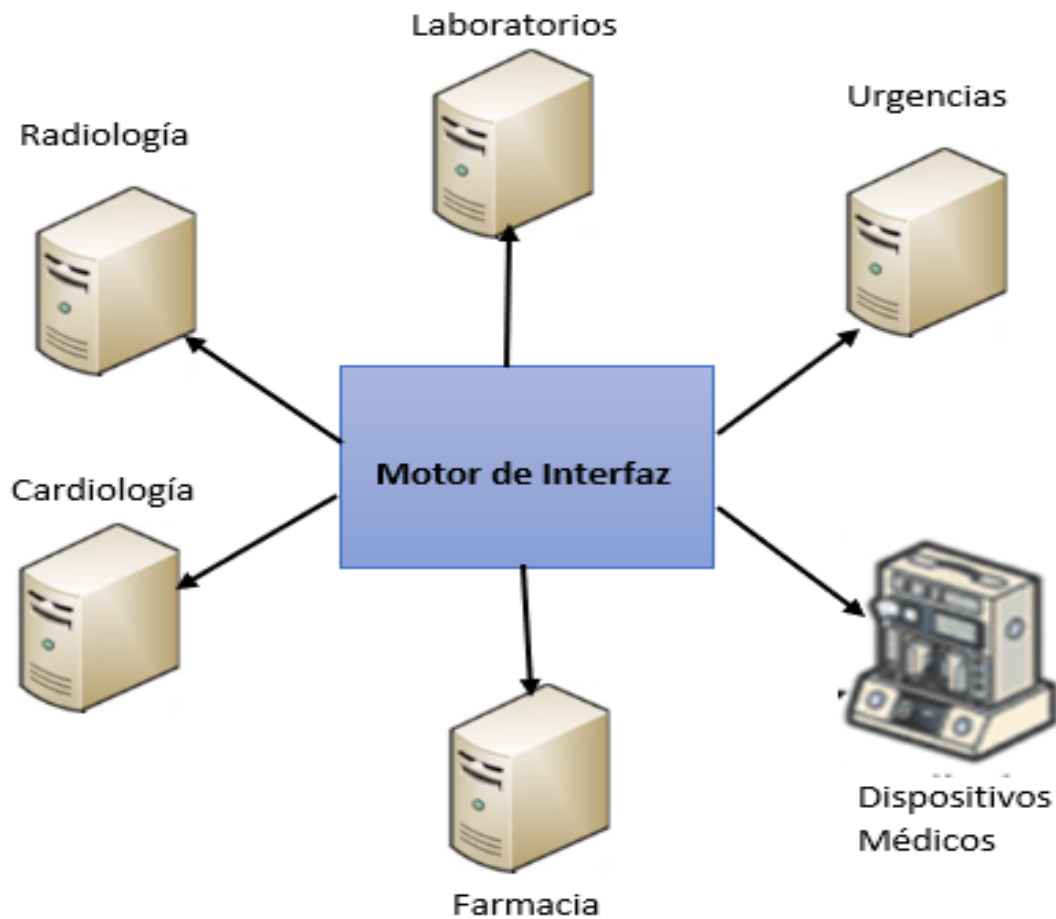 Laboratorios
Urgencias
Radiología
Motor de Interfaz
Cardiología
Dispositivos
Médicos
Farmacia